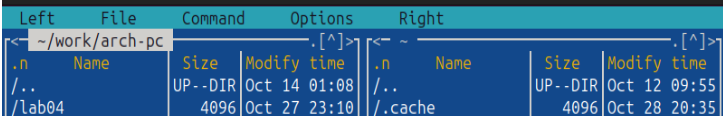 Left File Command Options Right
<─ ~/work/arch-pc .[^]> <─ ~ .[^]>
.n Name Size Modify time .n Name Size Modify time
/.. UP--DIR Oct 14 01:08 /.. UP--DIR Oct 12 09:55
/lab04 4096 Oct 27 23:10 /.cache 4096 Oct 28 20:35